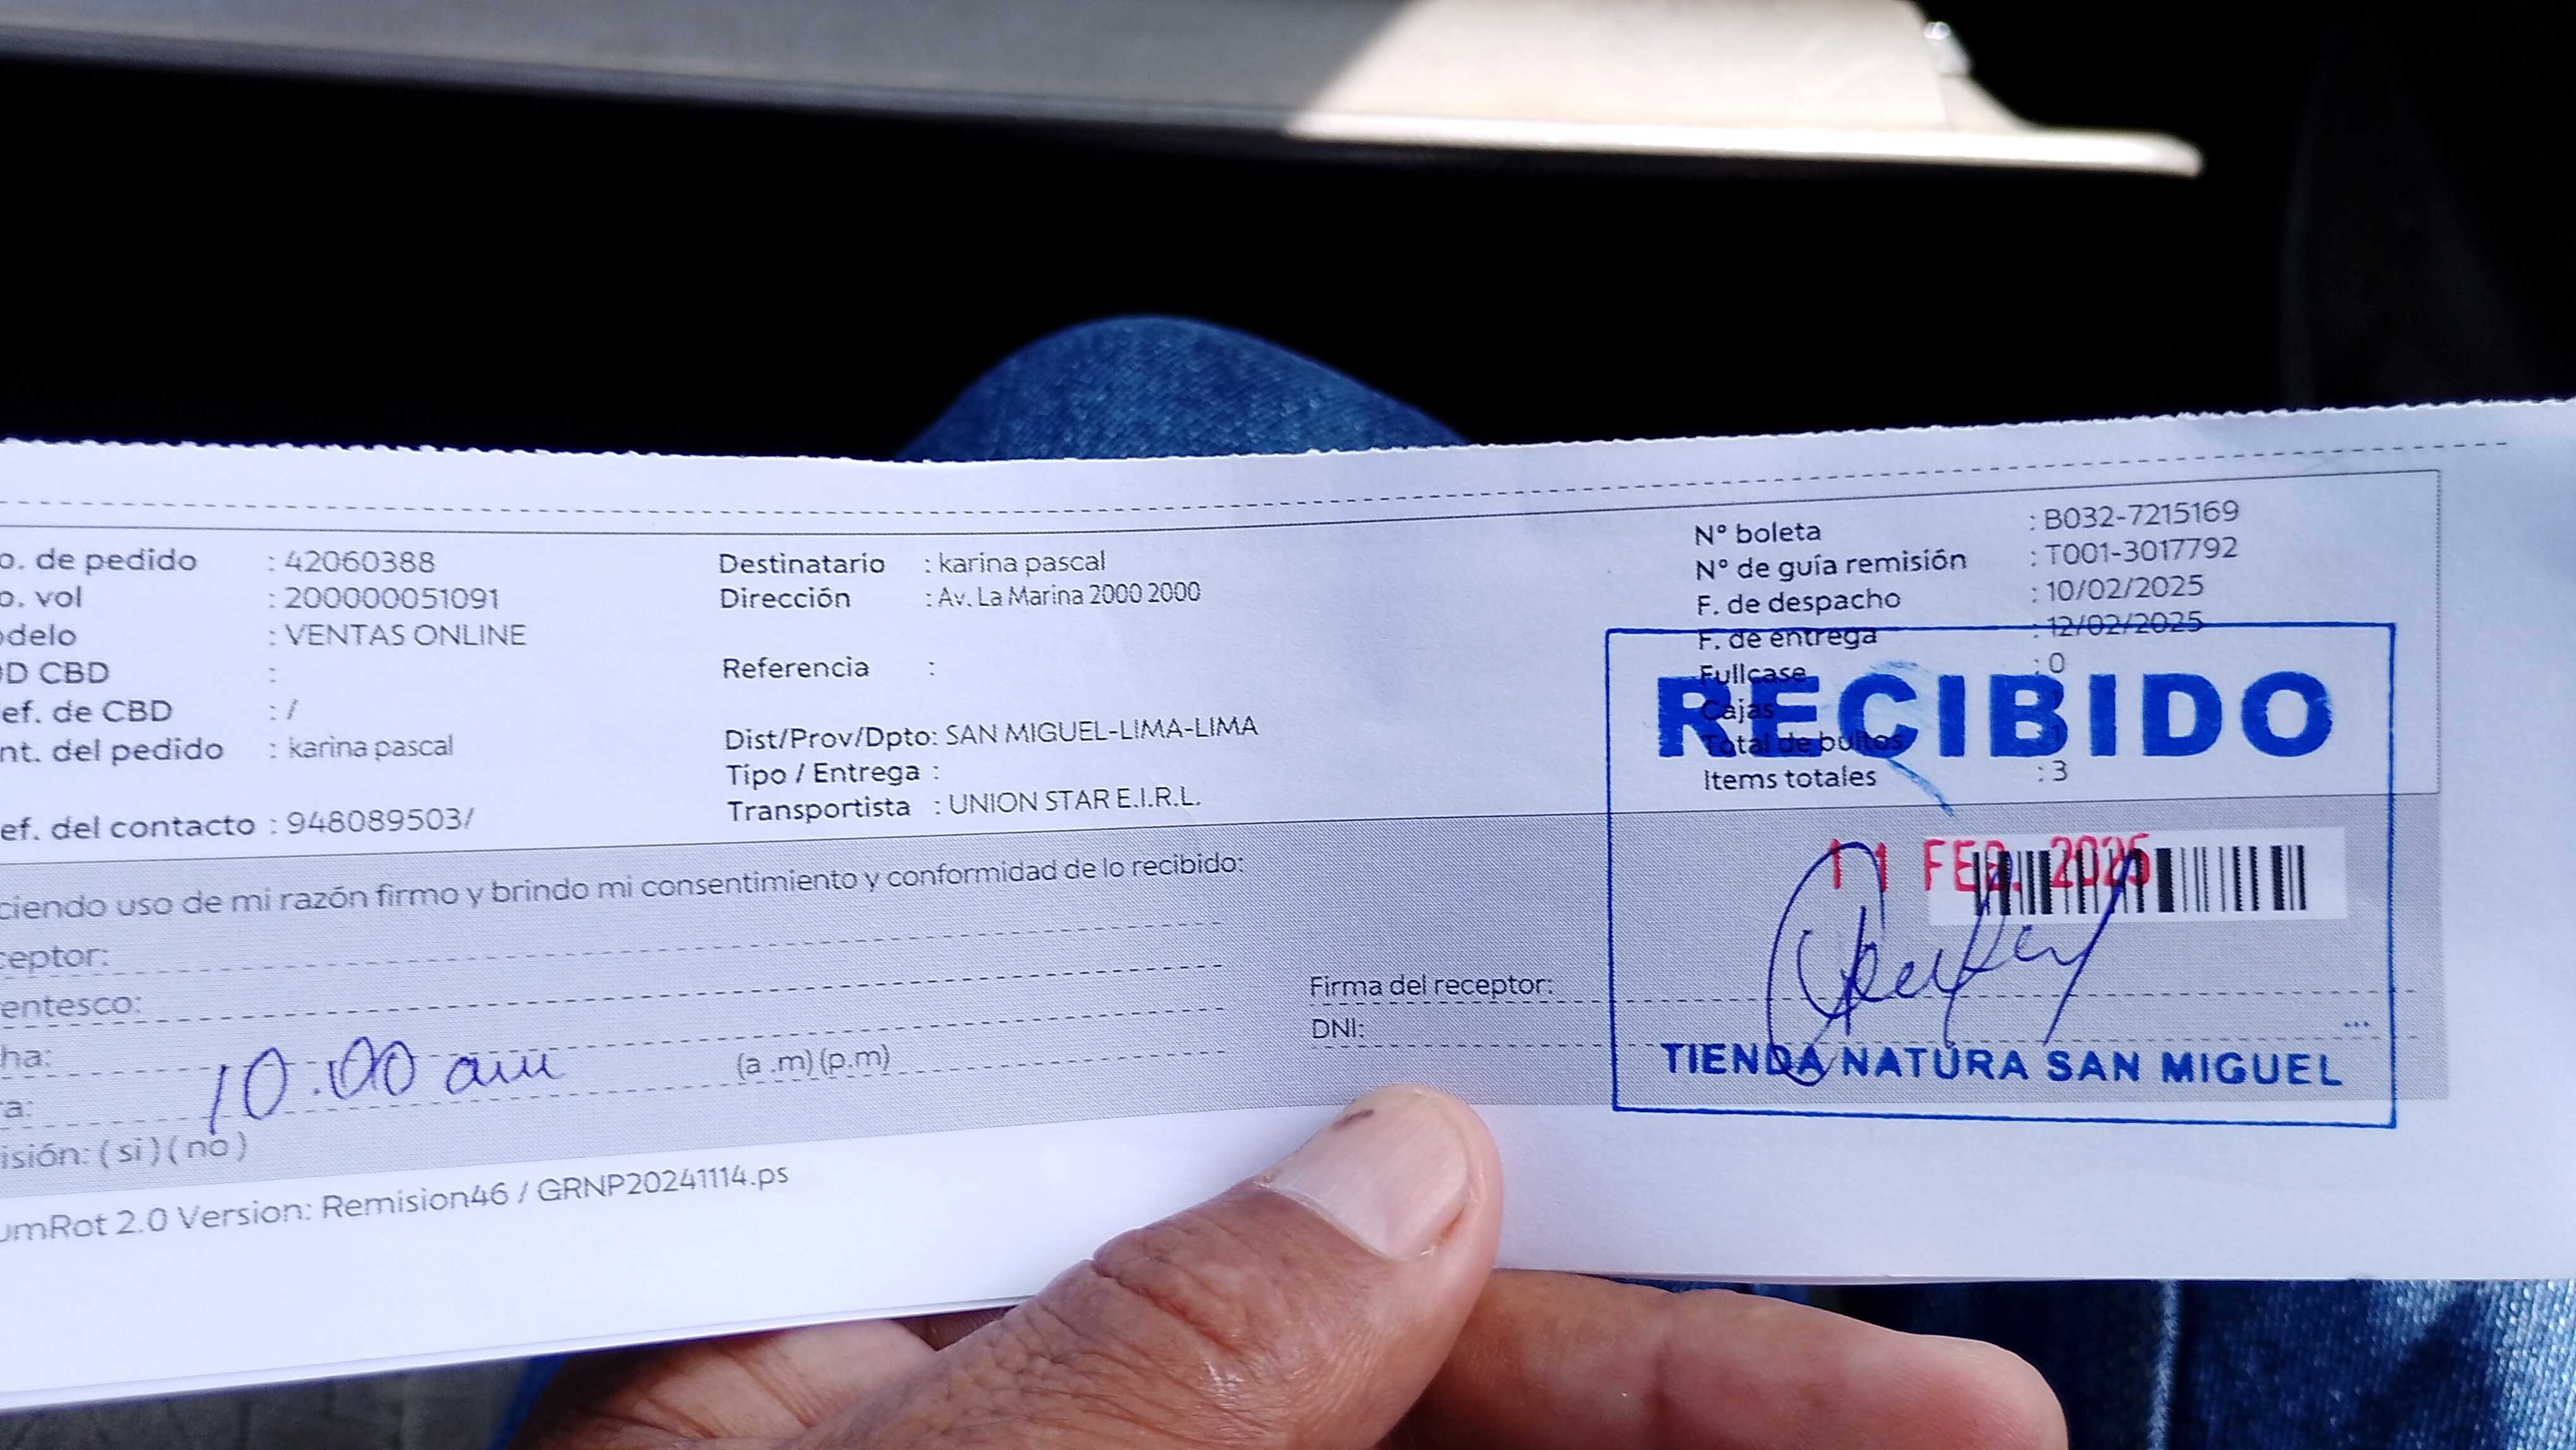 o. de pedido : 42060388
o. vol : 200000051091
delo : VENTAS ONLINE
D CBD :
ef. de CBD : /
nt. del pedido : karina pascal
ef. del contacto : 948089503/
Destinatario : karina pascal
Dirección : Av. La Marina 2000 2000
Referencia :
Dist/Prov/Dpto: SAN MIGUEL-LIMA-LIMA
Tipo / Entrega :
Transportista : UNION STAR E.I.R.L.
N° boleta : B032-7215169
N° de guía remisión : T001-3017792
F. de despacho : 10/02/2025
F. de entrega : 12/02/2025
Fullcase : 0
Cajas
Total de bultos : 1
Items totales : 3
RECIBIDO
11 FEB. 2025
ciendo uso de mi razón firmo y brindo mi consentimiento y conformidad de lo recibido:
ceptor:
entesco:
ha:
a: 10:00 am (a .m) (p.m)
isión: ( si ) ( no )
Firma del receptor:
DNI:
...
TIENDA NATURA SAN MIGUEL
umRot 2.0 Version: Remision46 / GRNP20241114.ps